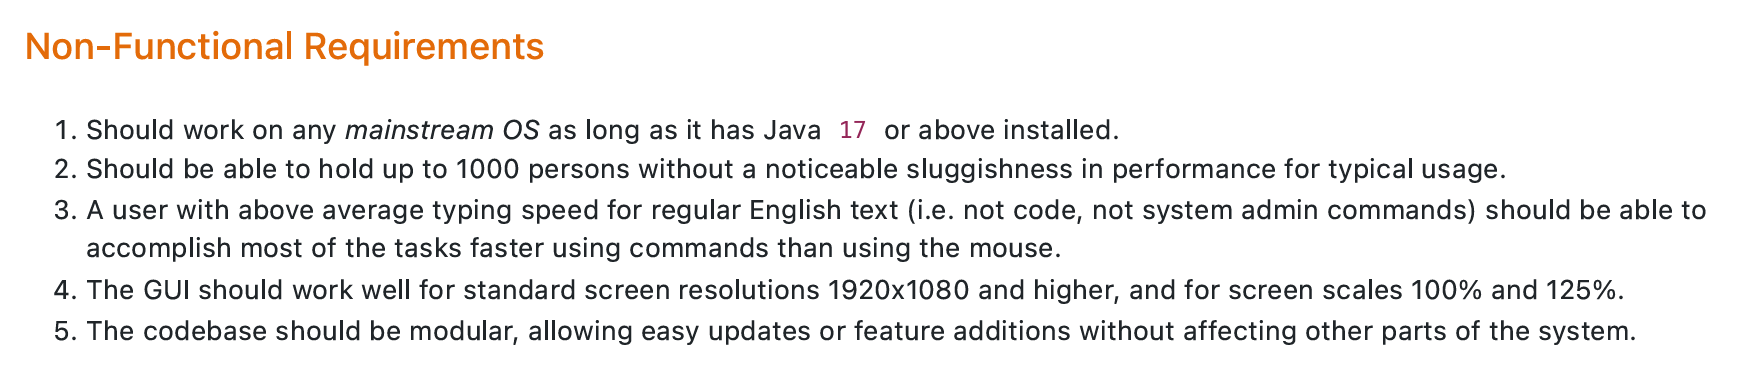 Non-Functional Requirements
1. Should work on any mainstream OS as long as it has Java 17 or above installed.
2. Should be able to hold up to 1000 persons without a noticeable sluggishness in performance for typical usage.
3. A user with above average typing speed for regular English text (i.e. not code, not system admin commands) should be able to
accomplish most of the tasks faster using commands than using the mouse.
4. The GUI should work well for standard screen resolutions 1920x1080 and higher, and for screen scales 100% and 125%.
5. The codebase should be modular, allowing easy updates or feature additions without affecting other parts of the system.